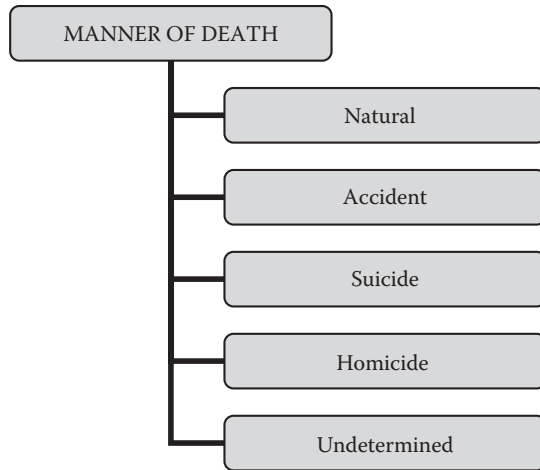 MANNER OF DEATH
Natural
Accident
Suicide
Homicide
Undetermined